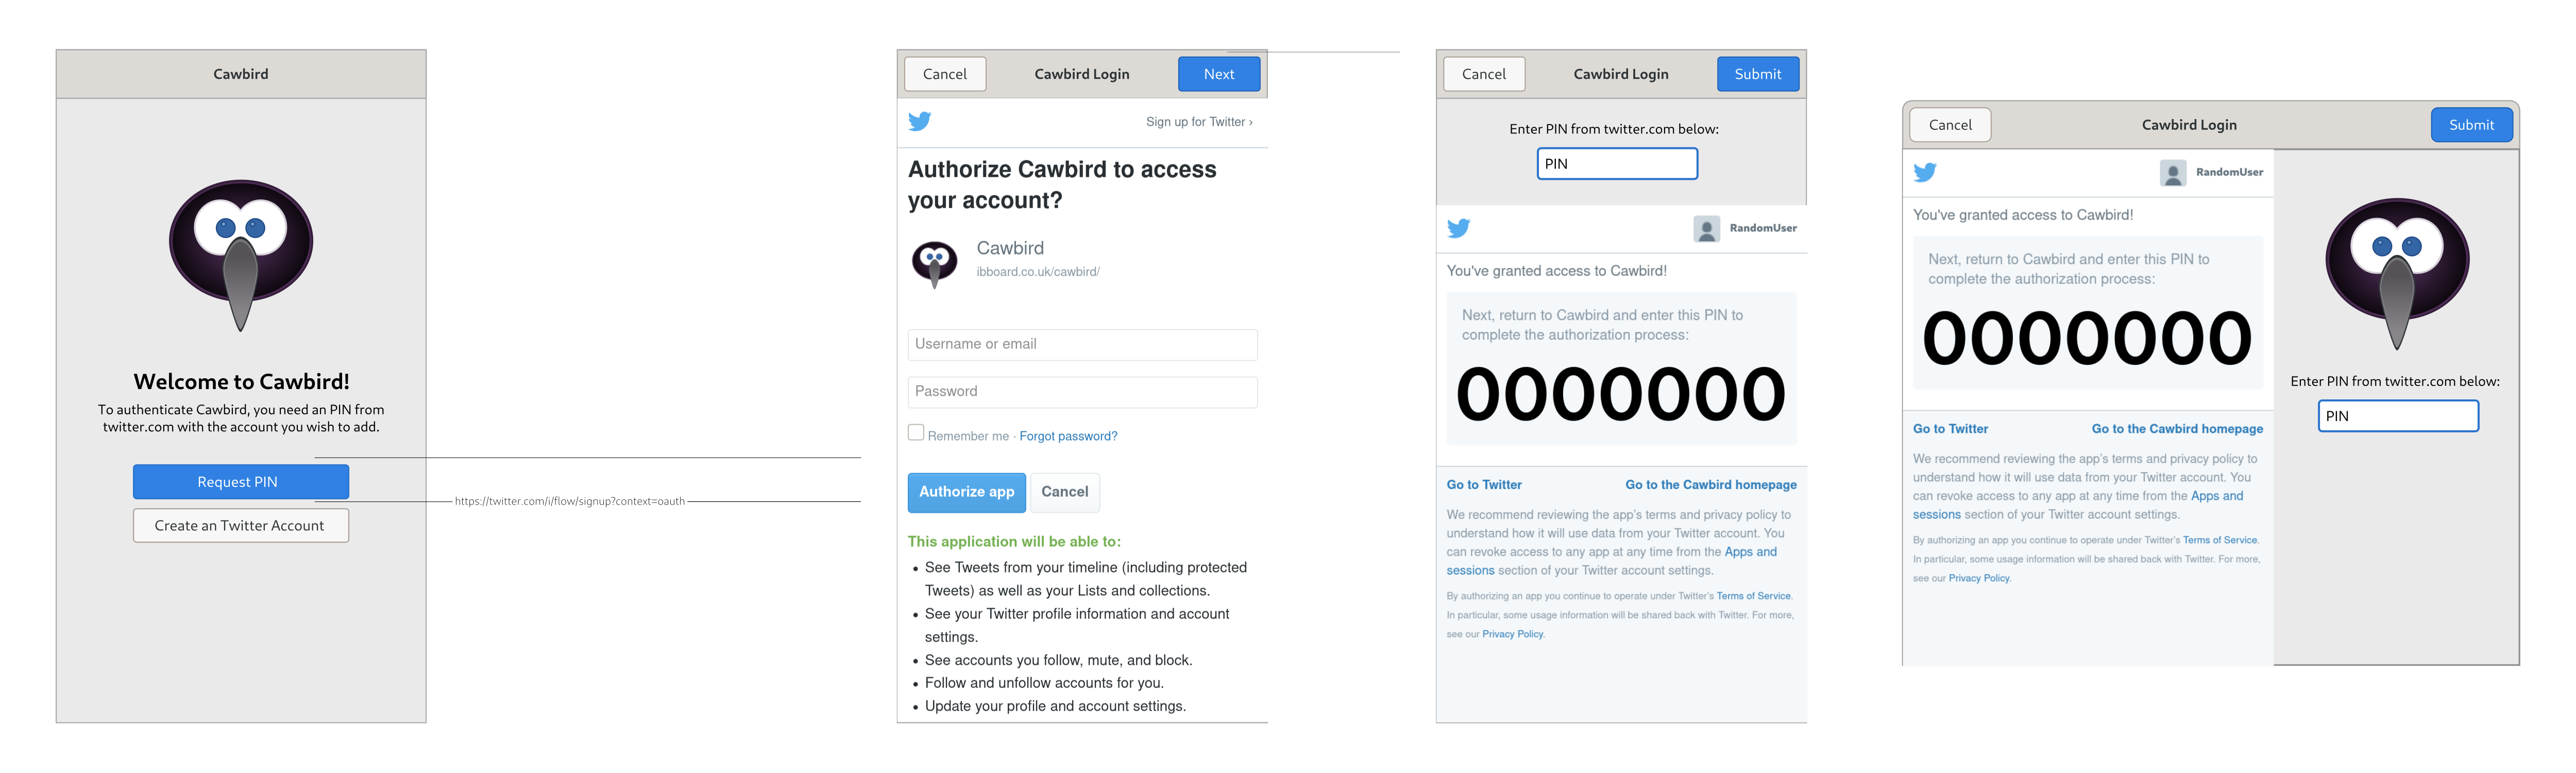 Cawbird
Welcome to Cawbird!
To authenticate Cawbird, you need an PIN from
twitter.com with the account you wish to add.
Request PIN
https://twitter.com/i/flow/signup?context=oauth
Create an Twitter Account
Cancel
Cawbird Login
Next
Sign up for Twitter ›
Authorize Cawbird to access
your account?
Cawbird
ibboard.co.uk/cawbird/
Username or email
Password
Remember me · Forgot password?
Authorize app
Cancel
This application will be able to:
• See Tweets from your timeline (including protected
Tweets) as well as your Lists and collections.
• See your Twitter profile information and account
settings.
• See accounts you follow, mute, and block.
• Follow and unfollow accounts for you.
• Update your profile and account settings.
Cancel
Cawbird Login
Submit
Enter PIN from twitter.com below:
PIN
RandomUser
You've granted access to Cawbird!
Next, return to Cawbird and enter this PIN to
complete the authorization process:
0000000
Go to Twitter
Go to the Cawbird homepage
We recommend reviewing the app's terms and privacy policy to
understand how it will use data from your Twitter account. You
can revoke access to any app at any time from the Apps and
sessions section of your Twitter account settings.
By authorizing an app you continue to operate under Twitter's Terms of Service.
In particular, some usage information will be shared back with Twitter. For more,
see our Privacy Policy.
Cancel
Cawbird Login
Submit
RandomUser
You've granted access to Cawbird!
Next, return to Cawbird and enter this PIN to
complete the authorization process:
0000000
Go to Twitter
Go to the Cawbird homepage
We recommend reviewing the app's terms and privacy policy to
understand how it will use data from your Twitter account. You
can revoke access to any app at any time from the Apps and
sessions section of your Twitter account settings.
By authorizing an app you continue to operate under Twitter's Terms of Service.
In particular, some usage information will be shared back with Twitter. For more,
see our Privacy Policy.
Enter PIN from twitter.com below:
PIN